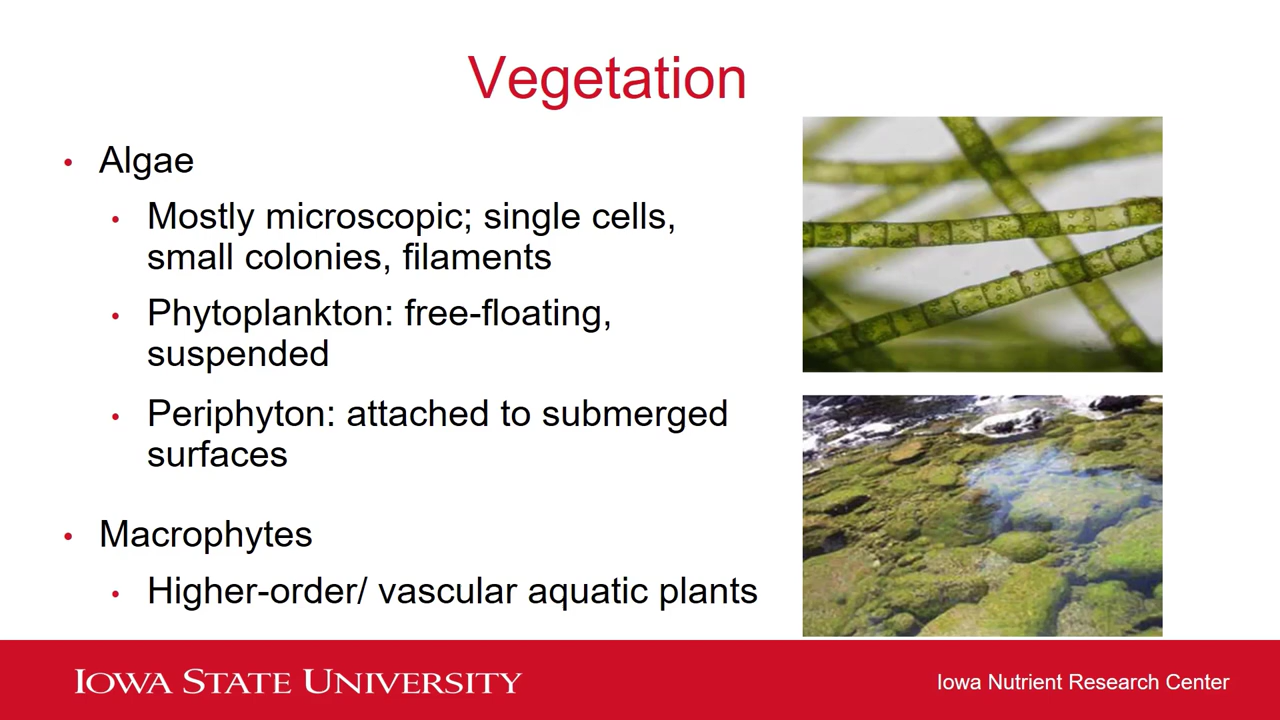 Vegetation
• Algae
• Mostly microscopic; single cells,
small colonies, filaments
• Phytoplankton: free-floating,
suspended
• Periphyton: attached to submerged
surfaces
• Macrophytes
• Higher-order/ vascular aquatic plants
IOWA STATE UNIVERSITY
Iowa Nutrient Research Center